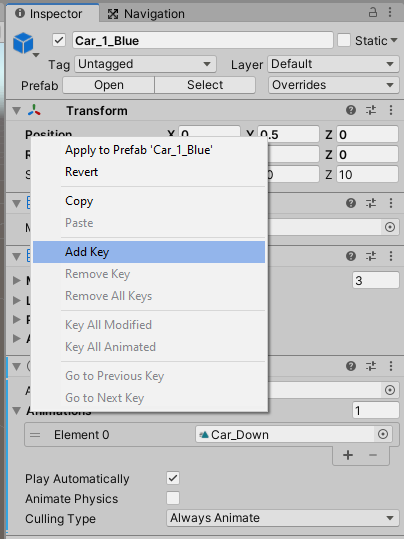 Inspector Navigation
Car_1_Blue Static
Tag Untagged Layer Default
Prefab Open Select Overrides
Transform
Position X 0 Y 0.5 Z 0
Apply to Prefab 'Car_1_Blue'
R Z 0
Revert
S 0 Z 10
Copy
Paste
M
Add Key
Remove Key
M 3
Remove All Keys
L
Key All Modified
P
Key All Animated
A
Go to Previous Key
A
Go to Next Key
Animations 1
Element 0 Car_Down
+ −
Play Automatically
Animate Physics
Culling Type Always Animate